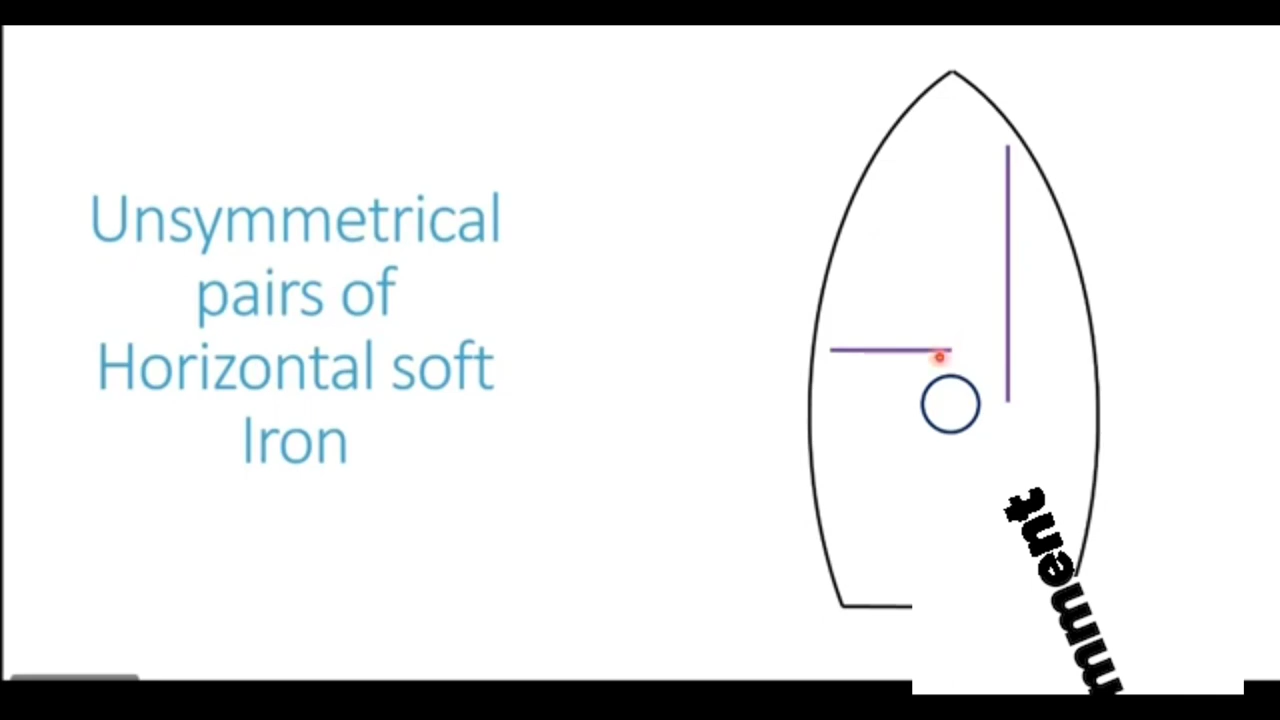 Unsymmetrical
pairs of
Horizontal soft
Iron